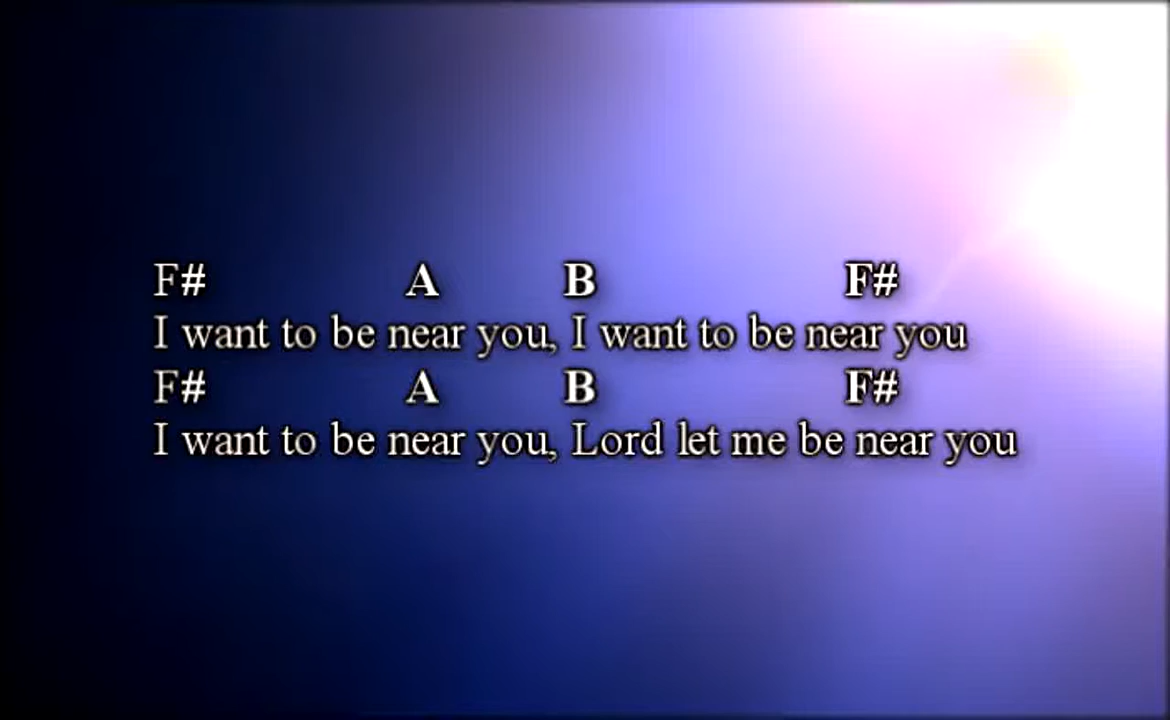 F# A B F#
I want to be near you, I want to be near you
F# A B F#
I want to be near you, Lord let me be near you